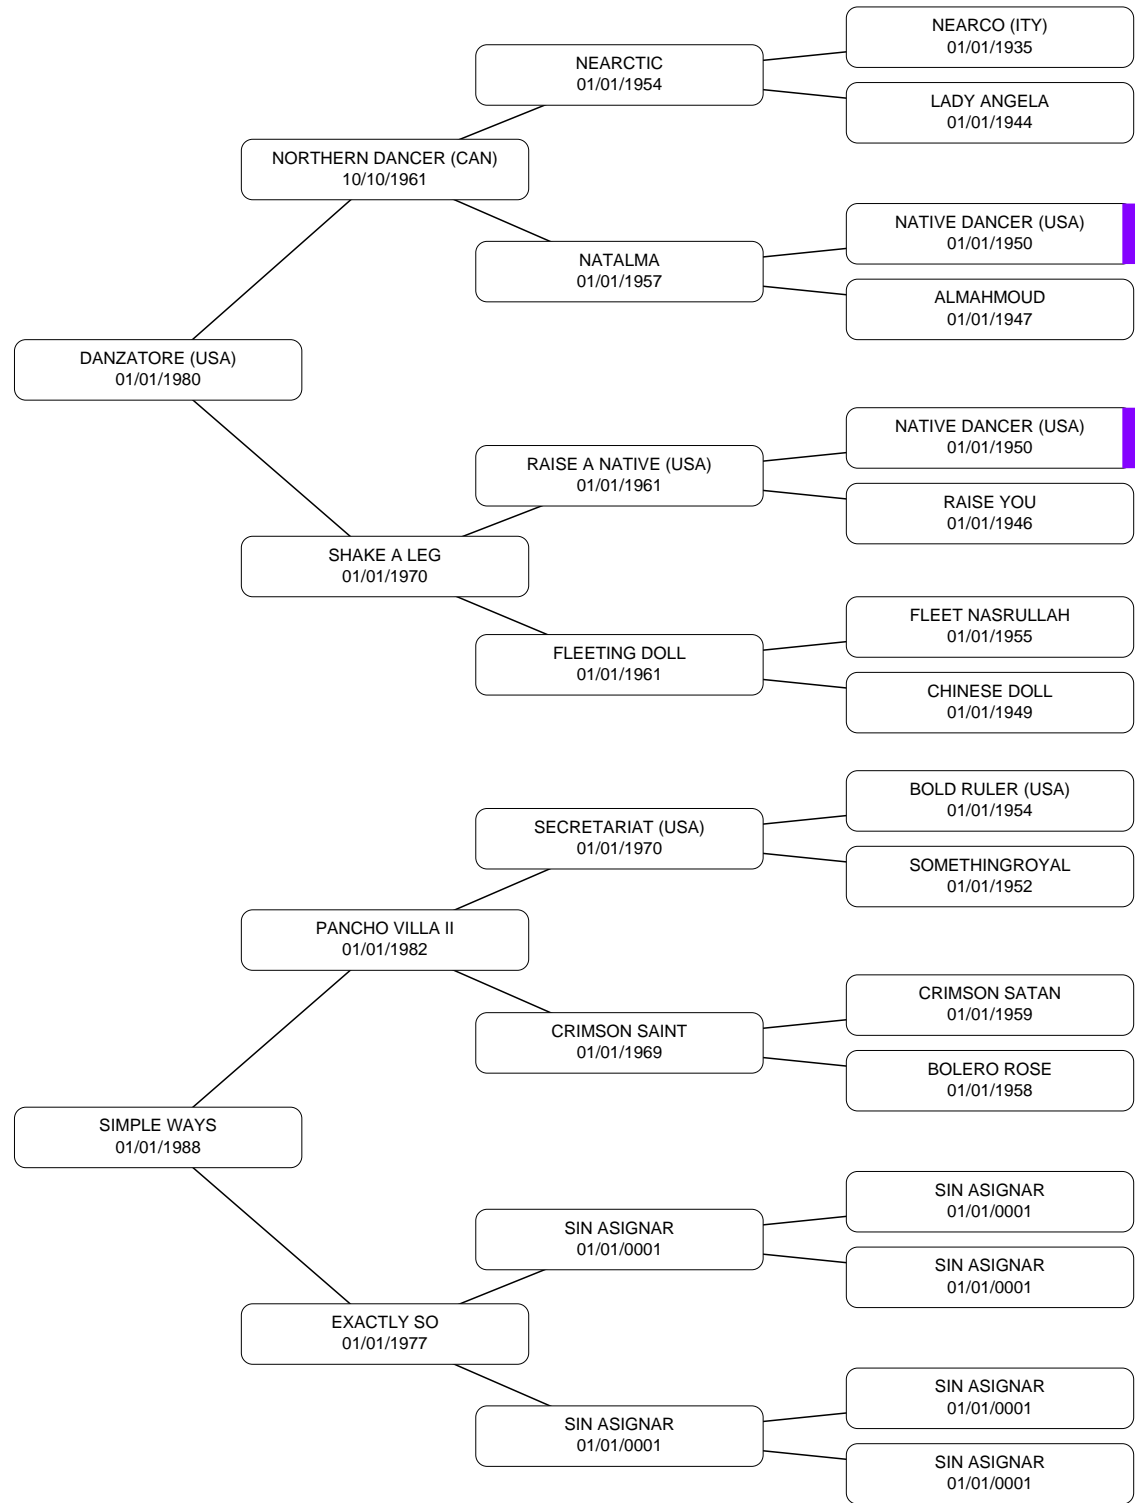 NEARCO (ITY)
01/01/1935
NEARCTIC
01/01/1954
LADY ANGELA
01/01/1944
NORTHERN DANCER (CAN)
10/10/1961
NATIVE DANCER (USA)
01/01/1950
NATALMA
01/01/1957
ALMAHMOUD
01/01/1947
DANZATORE (USA)
01/01/1980
NATIVE DANCER (USA)
01/01/1950
RAISE A NATIVE (USA)
01/01/1961
RAISE YOU
01/01/1946
SHAKE A LEG
01/01/1970
FLEET NASRULLAH
01/01/1955
FLEETING DOLL
01/01/1961
CHINESE DOLL
01/01/1949
BOLD RULER (USA)
01/01/1954
SECRETARIAT (USA)
01/01/1970
SOMETHINGROYAL
01/01/1952
PANCHO VILLA II
01/01/1982
CRIMSON SATAN
01/01/1959
CRIMSON SAINT
01/01/1969
BOLERO ROSE
01/01/1958
SIMPLE WAYS
01/01/1988
SIN ASIGNAR
01/01/0001
SIN ASIGNAR
01/01/0001
SIN ASIGNAR
01/01/0001
EXACTLY SO
01/01/1977
SIN ASIGNAR
01/01/0001
SIN ASIGNAR
01/01/0001
SIN ASIGNAR
01/01/0001